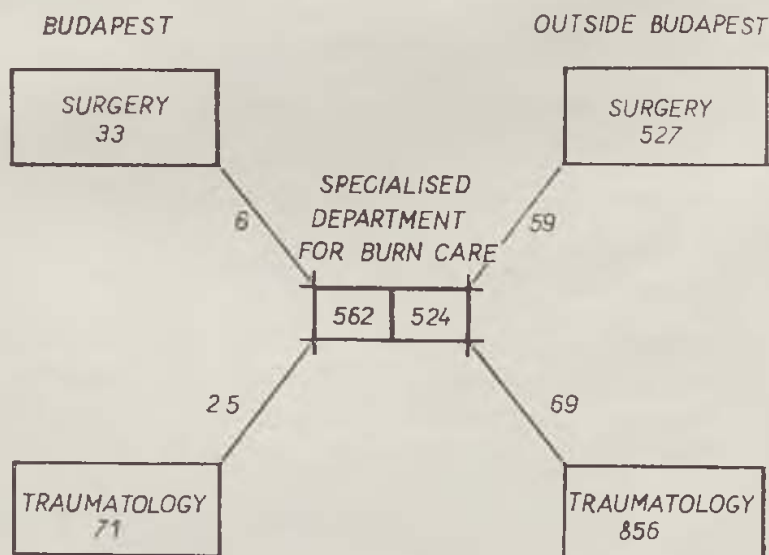 BUDAPEST
OUTSIDE BUDAPEST
SURGERY
33
SURGERY
527
SPECIALISED
DEPARTMENT
FOR BURN CARE
6
59
562
524
25
69
TRAUMATOLOGY
71
TRAUMATOLOGY
856